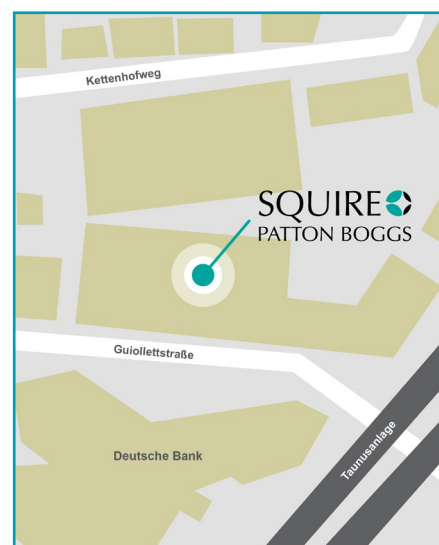 Kettenhofweg
SQUIRE
PATTON BOGGS
Guiollettstraße
Deutsche Bank
Taunusanlage